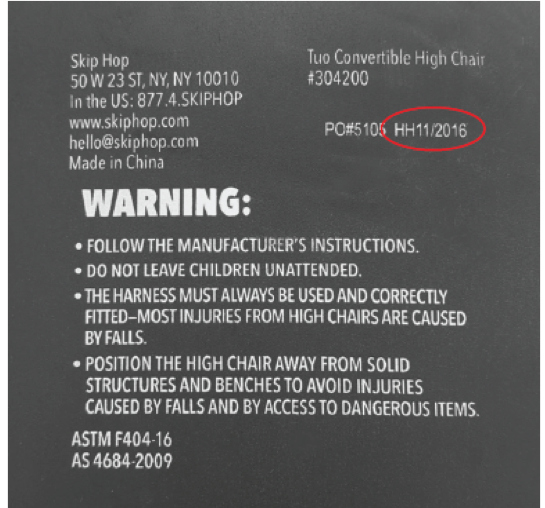 Skip Hop
50 W 23 ST, NY, NY 10010
In the US: 877.4.SKIPHOP
www.skiphop.com
hello@skiphop.com
Made in China
Tuo Convertible High Chair
#304200
PO#5105 HH11/2016
WARNING:
• FOLLOW THE MANUFACTURER'S INSTRUCTIONS.
• DO NOT LEAVE CHILDREN UNATTENDED.
• THE HARNESS MUST ALWAYS BE USED AND CORRECTLY
FITTED–MOST INJURIES FROM HIGH CHAIRS ARE CAUSED
BY FALLS.
• POSITION THE HIGH CHAIR AWAY FROM SOLID
STRUCTURES AND BENCHES TO AVOID INJURIES
CAUSED BY FALLS AND BY ACCESS TO DANGEROUS ITEMS.
ASTM F404-16
AS 4684-2009